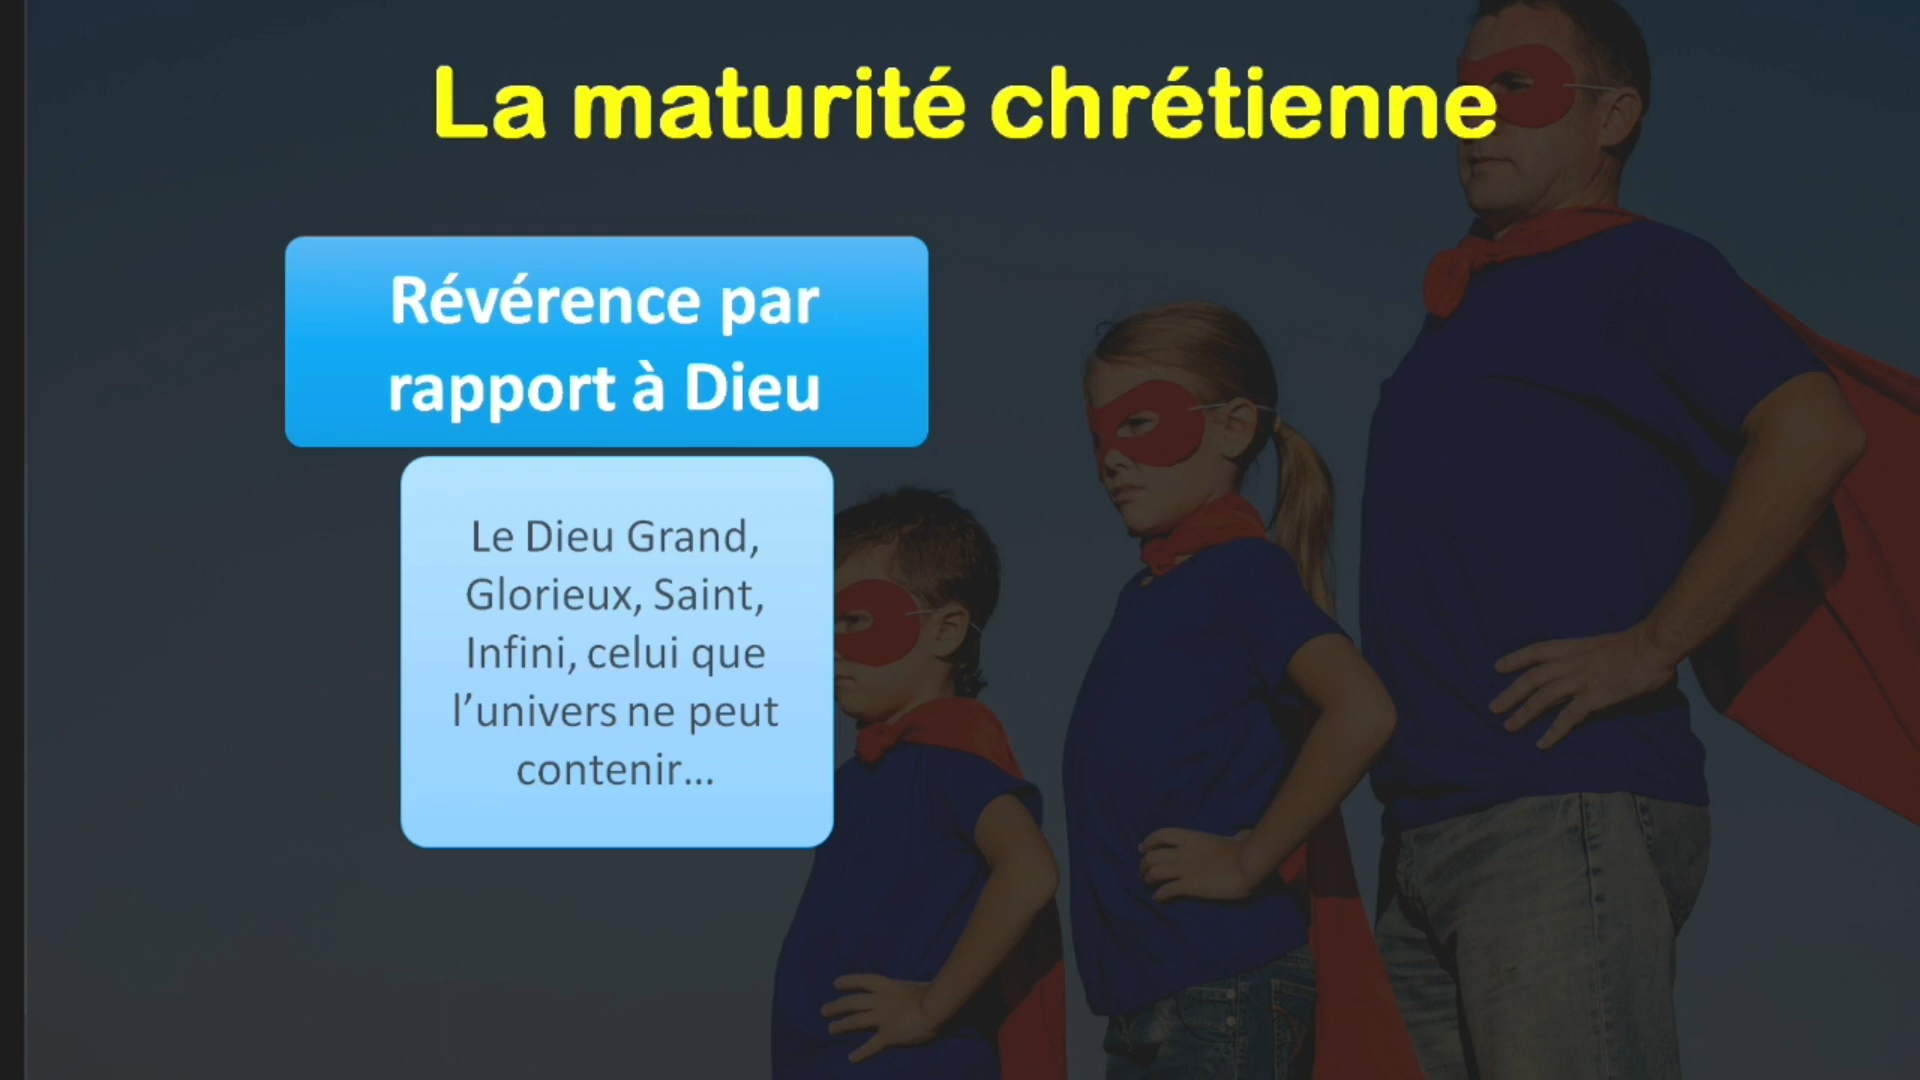 La maturité chrétienne
Révérence par
rapport à Dieu
Le Dieu Grand,
Glorieux, Saint,
Infini, celui que
l’univers ne peut
contenir…